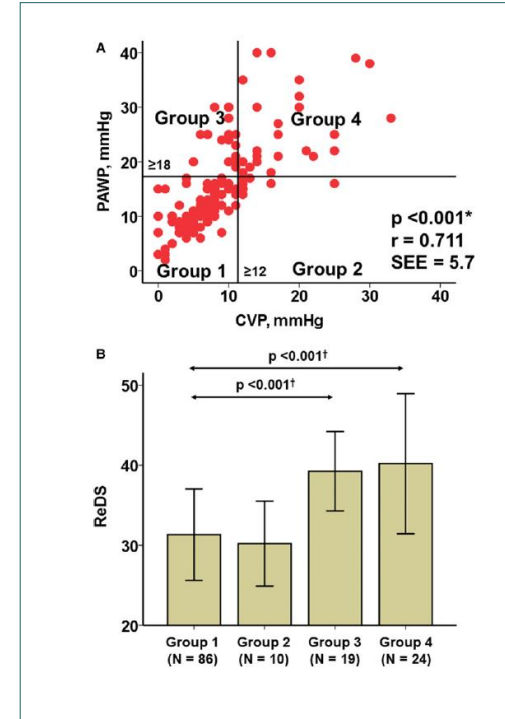 A
PAWP, mmHg
40
30
20
10
0
Group 3
Group 4
≥18
p <0.001*
r = 0.711
SEE = 5.7
Group 1
≥12
Group 2
0
10
20
30
40
CVP, mmHg
B
p <0.001†
p <0.001†
ReDS
50
40
30
20
Group 1
(N = 86)
Group 2
(N = 10)
Group 3
(N = 19)
Group 4
(N = 24)